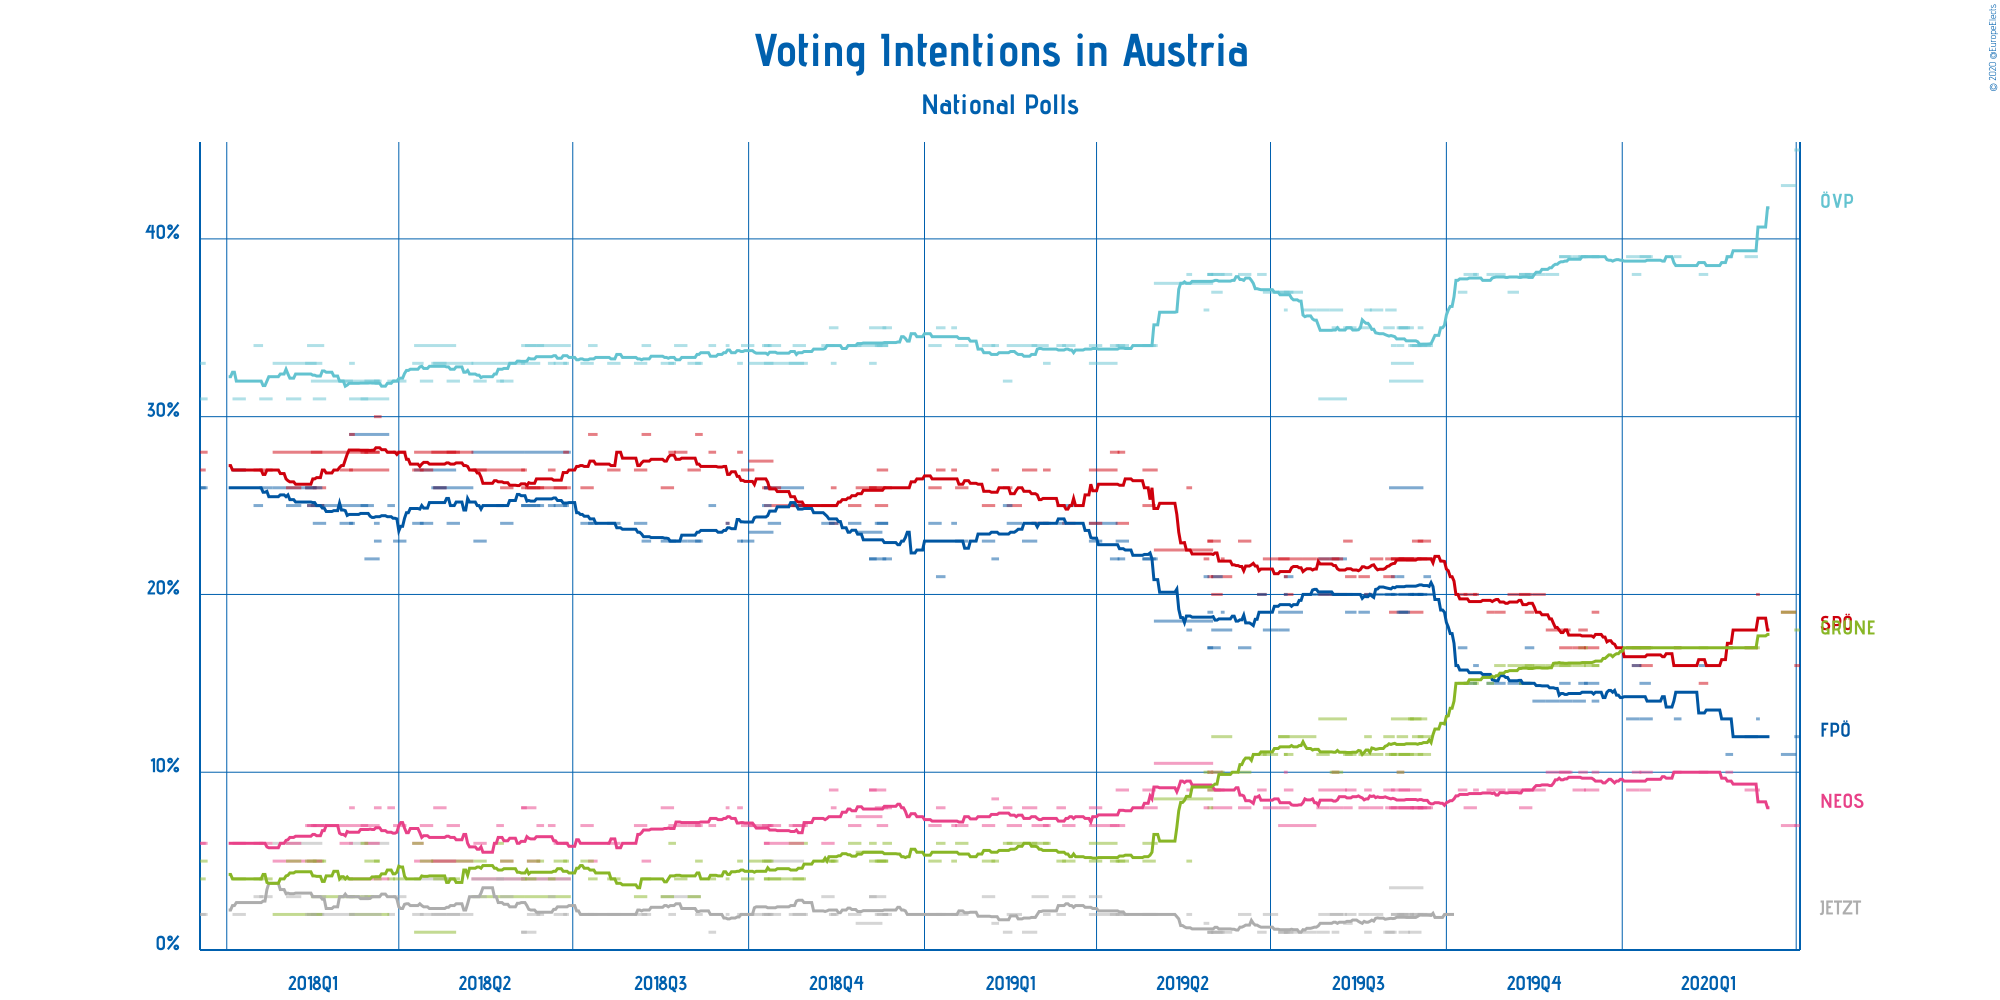 Voting Intentions in Austria
National Polls
© 2020 @EuropeElects
40%
30%
20%
10%
0%
ÖVP
SPÖ
GRÜNE
FPÖ
NEOS
JETZT
2018Q1 2018Q2 2018Q3 2018Q4 2019Q1 2019Q2 2019Q3 2019Q4 2020Q1